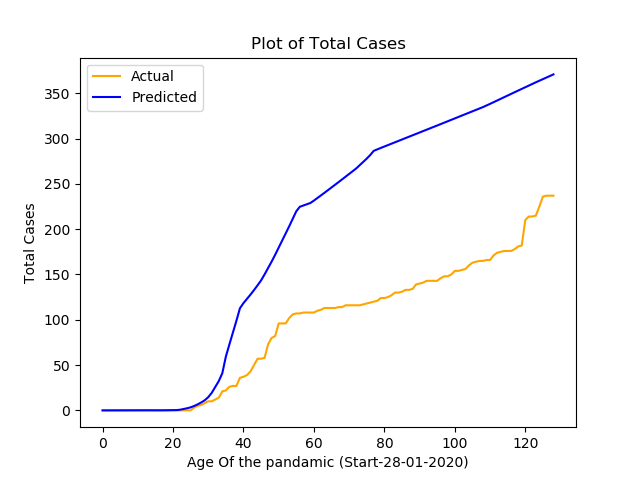 Plot of Total Cases
Actual
Predicted
Total Cases
350
300
250
200
150
100
50
0
0 20 40 60 80 100 120
Age Of the pandamic (Start-28-01-2020)